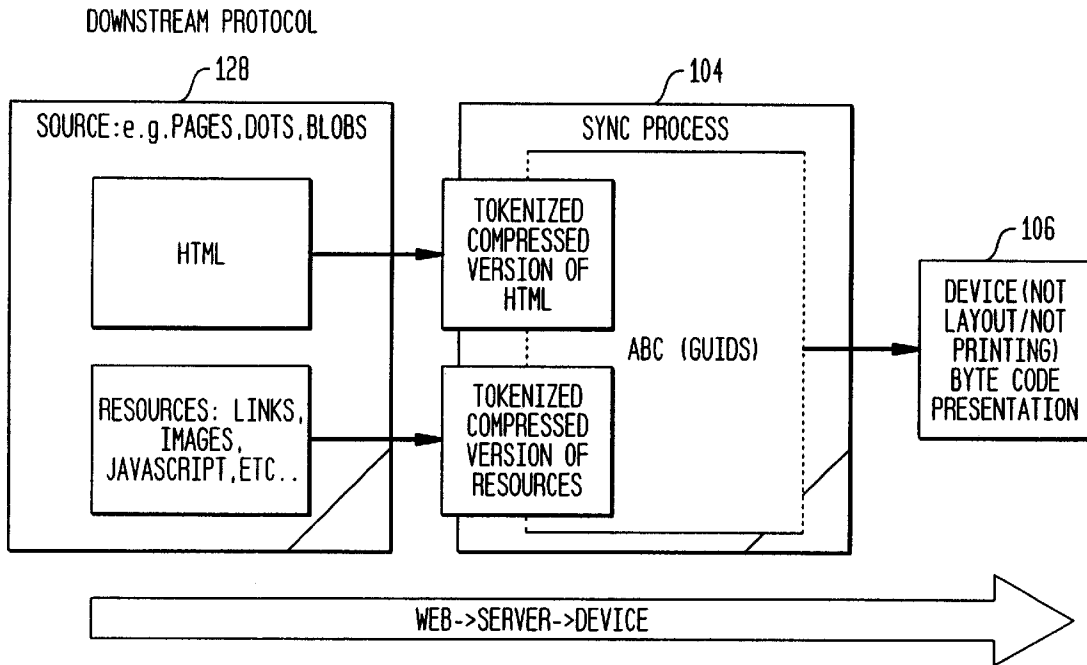 DOWNSTREAM PROTOCOL
128
SOURCE:e.g.PAGES,DOTS,BLOBS
HTML
RESOURCES: LINKS,
IMAGES,
JAVASCRIPT,ETC..
104
SYNC PROCESS
TOKENIZED
COMPRESSED
VERSION OF
HTML
ABC (GUIDS)
TOKENIZED
COMPRESSED
VERSION OF
RESOURCES
106
DEVICE(NOT
LAYOUT/NOT
PRINTING)
BYTE CODE
PRESENTATION
WEB->SERVER->DEVICE